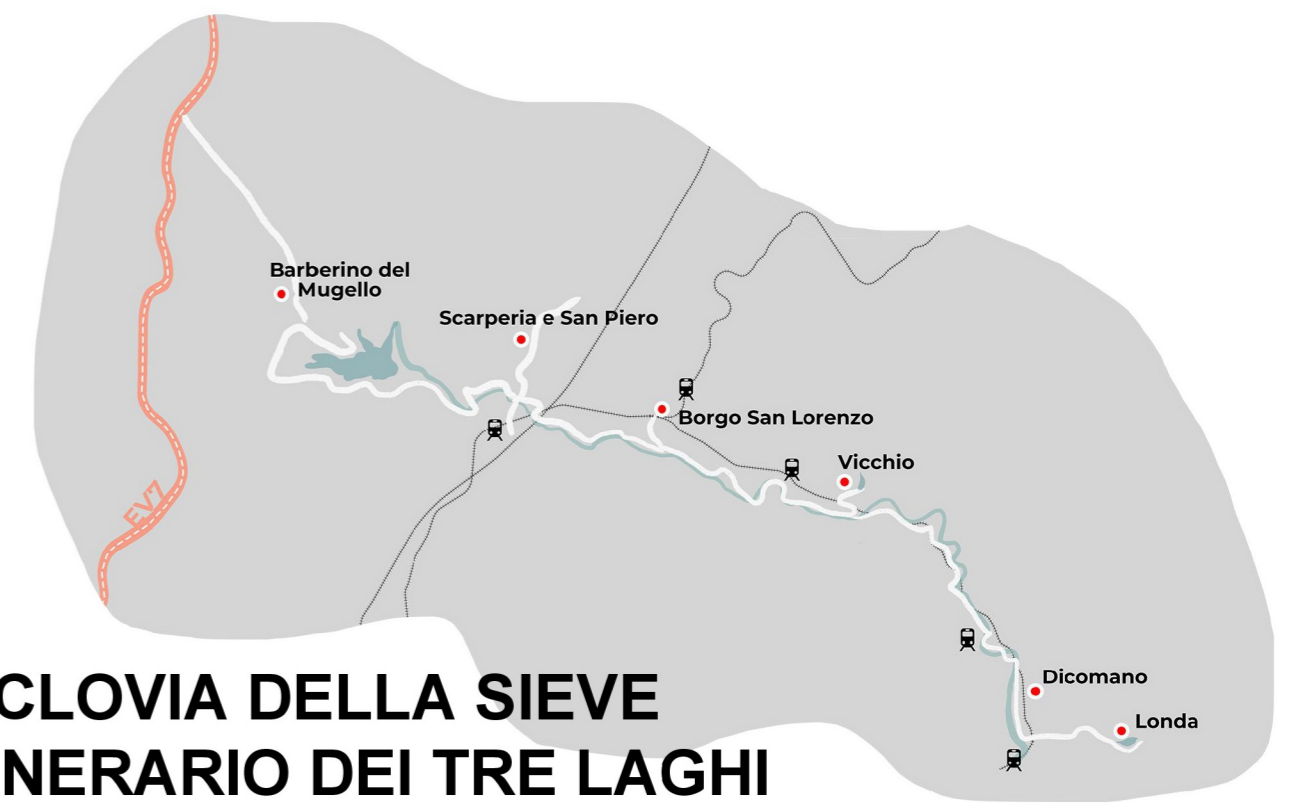 Barberino del
Mugello
Scarperia e San Piero
Borgo San Lorenzo
Vicchio
EV7
Dicomano
Londa
CLOVIA DELLA SIEVE
NERARIO DEI TRE LAGHI